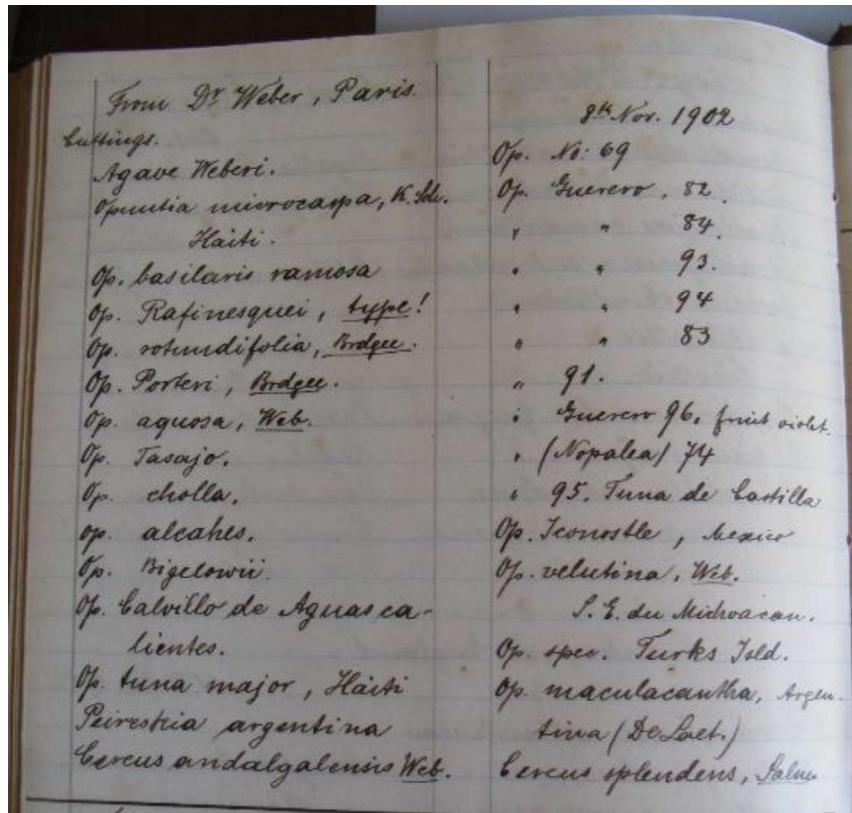 From Dr Weber, Paris.
Cuttings.
Agave Weberi.
Opuntia microcarpa, K. Sch.
Haiti.
Op. basilaris ramosa
Op. Rafinesquei, type!
Op. rotundifolia, Brdgee.
Op. Porteri, Brdgee.
Op. aquosa, Web.
Op. Tasajo.
Op. cholla.
Op. alcahes.
Op. Bigelowii.
Op. Calvillo de Aguasca-
lientes.
Op. tuna major, Haiti
Peireskia argentina
Cereus andalgalensis Web.
8th Nov. 1902
Op. No: 69
Op. Guerero, 82.
" " 84.
" " 93.
" " 94
" " 83
" 91.
" Guerero 96, fruit violet.
" (Nopalea) 74
" 95. Tuna de Castilla
Op. Iconostle, Mexico
Op. velutina, Web.
S. E. du Michoacan.
Op. spec. Turks Isld.
Op. maculacantha, Argen-
tina (De Laet.)
Cereus splendens, Salm